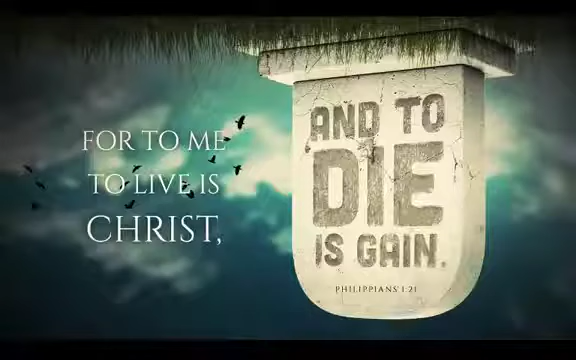 FOR TO ME
TO LIVE IS
CHRIST,
AND TO
DIE
IS GAIN.
PHILIPPIANS 1:21